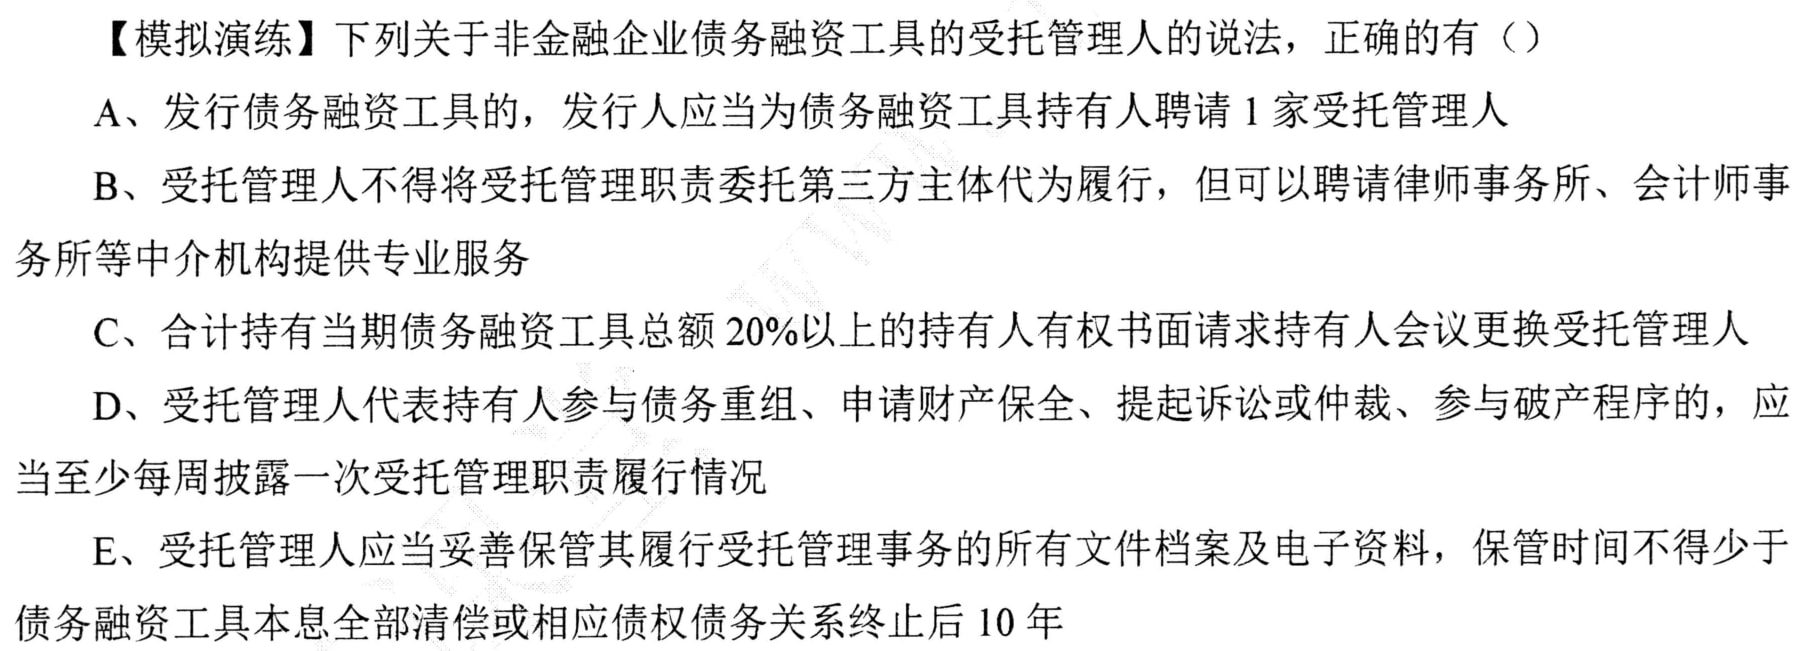 【模拟演练】下列关于非金融企业债务融资工具的受托管理人的说法，正确的有（）
A、发行债务融资工具的，发行人应当为债务融资工具持有人聘请 1 家受托管理人
B、受托管理人不得将受托管理职责委托第三方主体代为履行，但可以聘请律师事务所、会计师事
务所等中介机构提供专业服务
C、合计持有当期债务融资工具总额 20%以上的持有人有权书面请求持有人会议更换受托管理人
D、受托管理人代表持有人参与债务重组、申请财产保全、提起诉讼或仲裁、参与破产程序的，应
当至少每周披露一次受托管理职责履行情况
E、受托管理人应当妥善保管其履行受托管理事务的所有文件档案及电子资料，保管时间不得少于
债务融资工具本息全部清偿或相应债权债务关系终止后 10 年